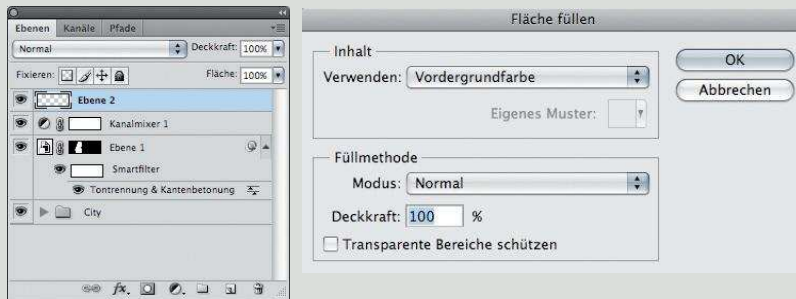 Ebenen Kanäle Pfade
Normal Deckkraft: 100%
Fixieren: Fläche: 100%
Ebene 2
Kanalmixer 1
Ebene 1
Smartfilter
Tontrennung & Kantenbetonung
City
fx.
Fläche füllen
Inhalt
Verwenden: Vordergrundfarbe
Eigenes Muster:
Füllmethode
Modus: Normal
Deckkraft: 100 %
Transparente Bereiche schützen
OK
Abbrechen